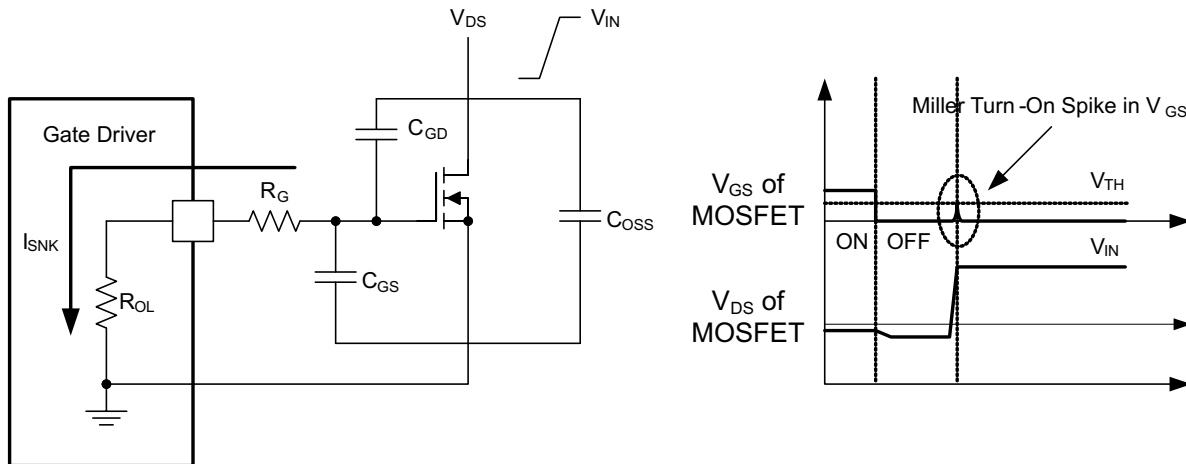 VDS
VIN
Gate Driver
CGD
RG
ISNK
ROL
CGS
COSS
Miller Turn -On Spike in V GS
VGS of
MOSFET
VTH
ON
OFF
VIN
VDS of
MOSFET